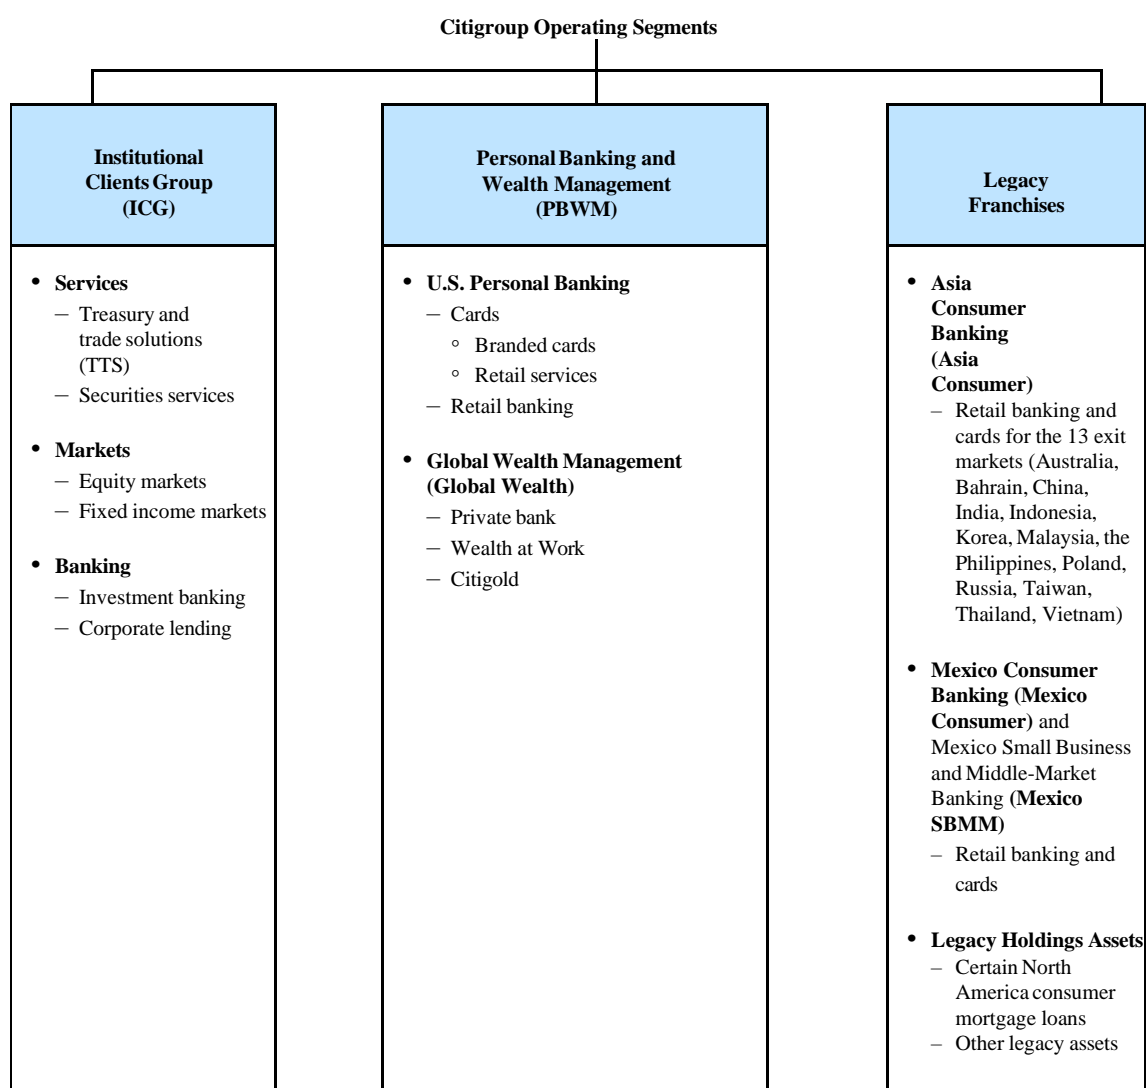 Citigroup Operating Segments
Institutional
Clients Group
(ICG)
• Services
– Treasury and
trade solutions
(TTS)
– Securities services
• Markets
– Equity markets
– Fixed income markets
• Banking
– Investment banking
– Corporate lending
Personal Banking and
Wealth Management
(PBWM)
• U.S. Personal Banking
– Cards
◦ Branded cards
◦ Retail services
– Retail banking
• Global Wealth Management
(Global Wealth)
– Private bank
– Wealth at Work
– Citigold
Legacy
Franchises
• Asia
Consumer
Banking
(Asia
Consumer)
– Retail banking and
cards for the 13 exit
markets (Australia,
Bahrain, China,
India, Indonesia,
Korea, Malaysia, the
Philippines, Poland,
Russia, Taiwan,
Thailand, Vietnam)
• Mexico Consumer
Banking (Mexico
Consumer) and
Mexico Small Business
and Middle-Market
Banking (Mexico
SBMM)
– Retail banking and
cards
• Legacy Holdings Assets
– Certain North
America consumer
mortgage loans
– Other legacy assets